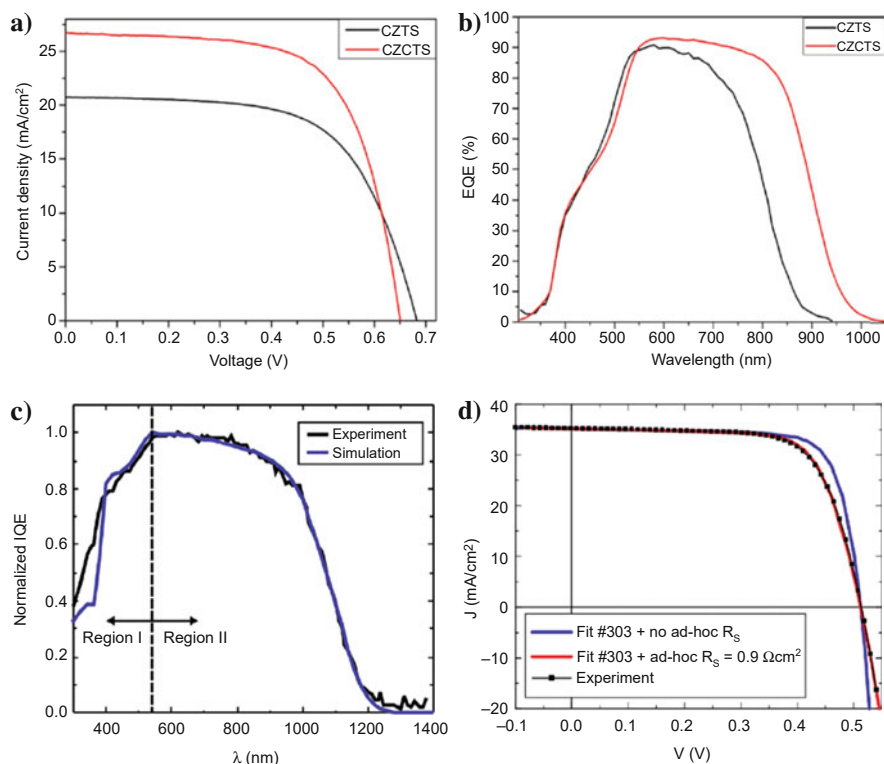 a)
CZTS
CZCTS
Current density (mA/cm²)
25
20
15
10
5
0
0.0 0.1 0.2 0.3 0.4 0.5 0.6 0.7
Voltage (V)
b)
CZTS
CZCTS
EQE (%)
100
90
80
70
60
50
40
30
20
10
0
400 500 600 700 800 900 1000
Wavelength (nm)
c)
Experiment
Simulation
Normalized IQE
1.0
0.8
0.6
0.4
0.2
0.0
Region I Region II
400 600 800 1000 1200 1400
λ (nm)
d)
J (mA/cm²)
40
30
20
10
0
–10
–20
Fit #303 + no ad-hoc R_S
Fit #303 + ad-hoc R_S = 0.9 Ωcm²
Experiment
–0.1 0.0 0.1 0.2 0.3 0.4 0.5
V (V)